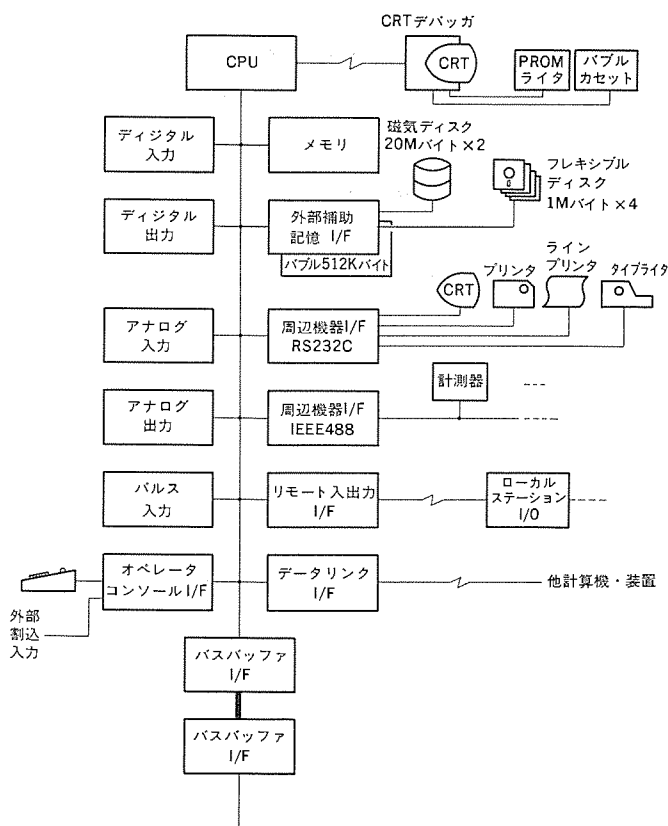 CRTデバッガ
CPU
CRT
PROM
ライタ
バブル
カセット
ディジタル
入力
メモリ
磁気ディスク
20Mバイト×2
フレキシブル
ディスク
1Mバイト×4
ディジタル
出力
外部補助
記憶 I/F
バブル512Kバイト
アナログ
入力
周辺機器I/F
RS232C
CRT
プリンタ
ライン
プリンタ
タイプライタ
アナログ
出力
周辺機器I/F
IEEE488
計測器
パルス
入力
リモート入出力
I/F
ローカル
ステーション
I/O
オペレータ
コンソールI/F
データリンク
I/F
他計算機・装置
外部
割込
入力
バスバッファ
I/F
バスバッファ
I/F